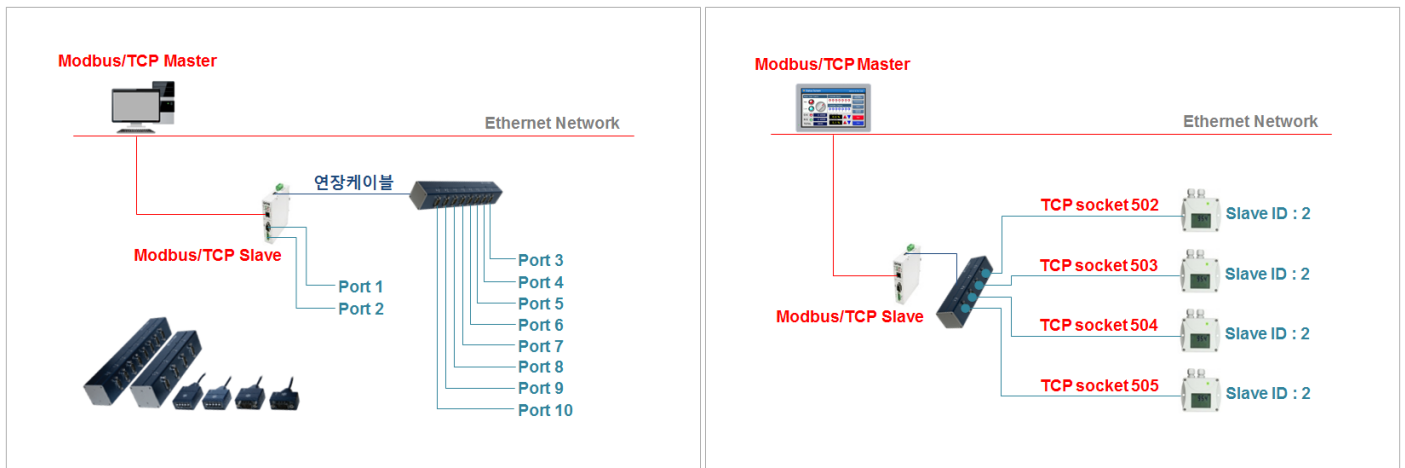 Modbus/TCP Master
Ethernet Network
연장케이블
Modbus/TCP Slave
Port 1
Port 2
Port 3
Port 4
Port 5
Port 6
Port 7
Port 8
Port 9
Port 10
Modbus/TCP Master
Ethernet Network
TCP socket 502
Slave ID : 2
TCP socket 503
Slave ID : 2
Modbus/TCP Slave
TCP socket 504
Slave ID : 2
TCP socket 505
Slave ID : 2